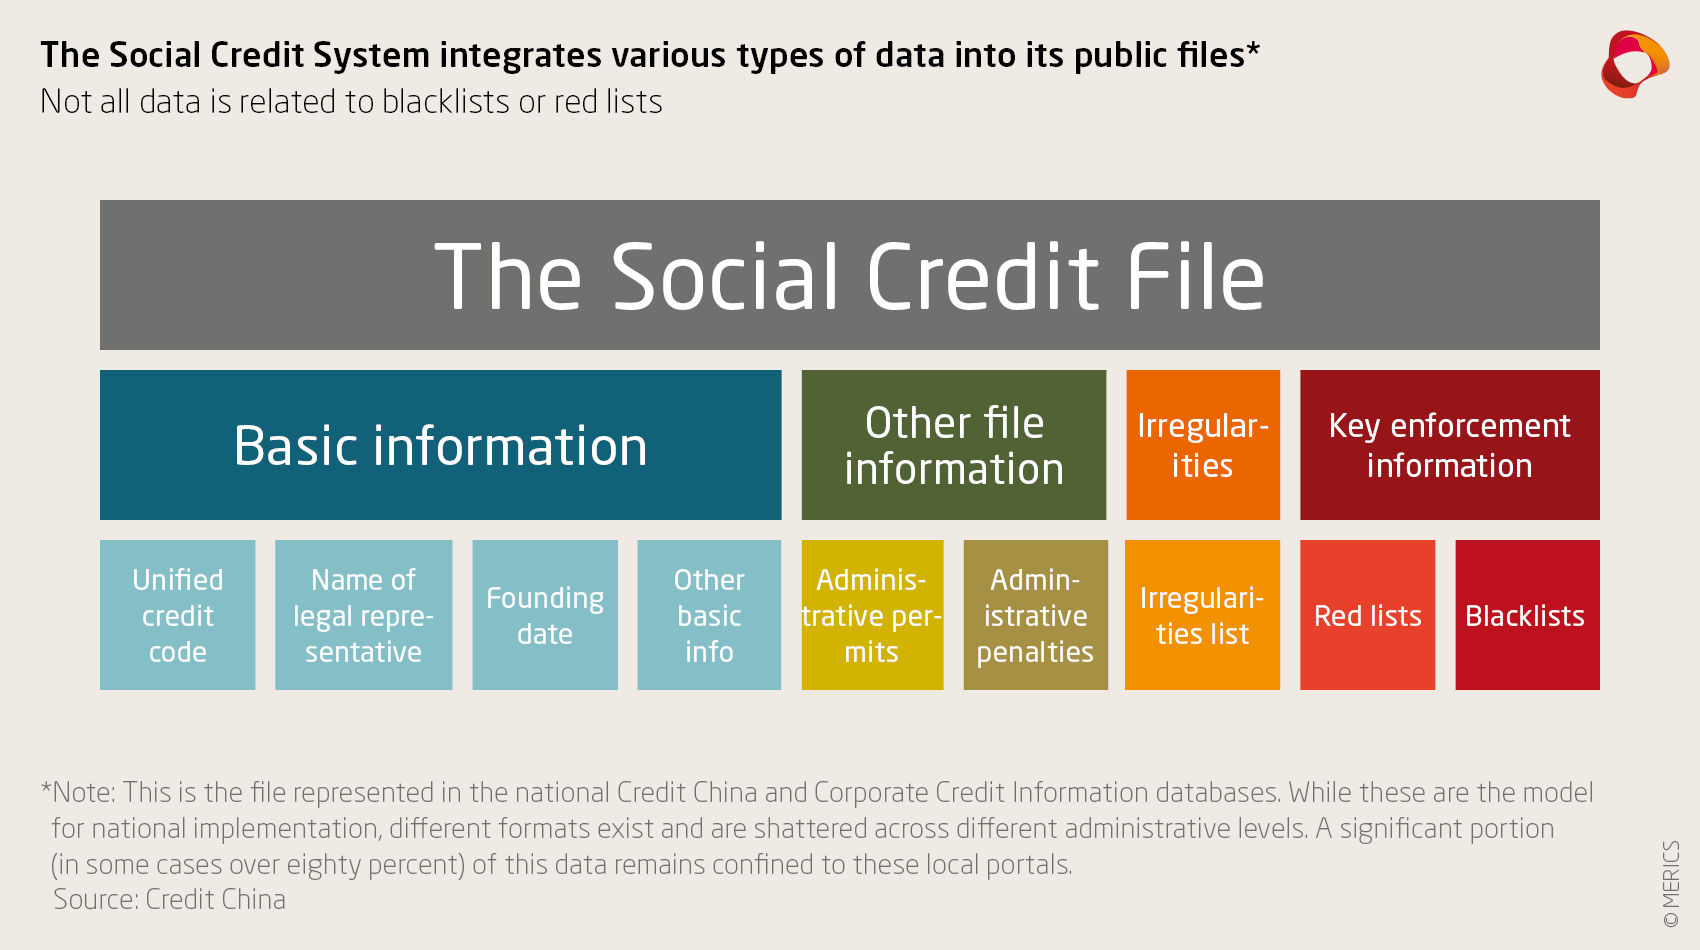 The Social Credit System integrates various types of data into its public files*
Not all data is related to blacklists or red lists
The Social Credit File
Basic information
Other file
information
Irregular-
ities
Key enforcement
information
Unified
credit
code
Name of
legal repre-
sentative
Founding
date
Other
basic
info
Adminis-
trative per-
mits
Admin-
istrative
penalties
Irregulari-
ties list
Red lists
Blacklists
*Note: This is the file represented in the national Credit China and Corporate Credit Information databases. While these are the model
for national implementation, different formats exist and are shattered across different administrative levels. A significant portion
(in some cases over eighty percent) of this data remains confined to these local portals.
Source: Credit China
© MERICS